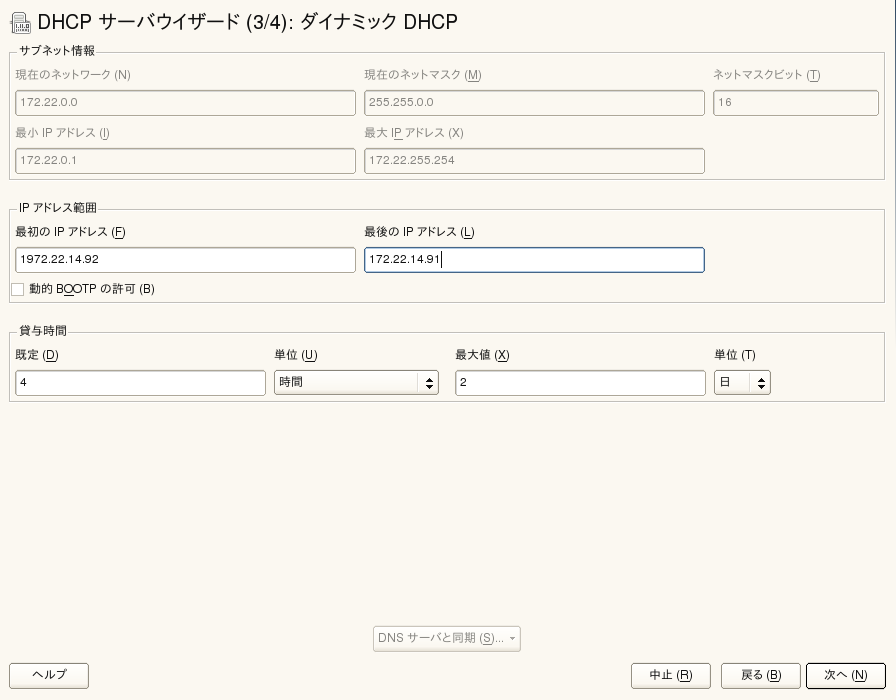 DHCP サーバウイザード (3/4): ダイナミック DHCP
サブネット情報
現在のネットワーク (N) 現在のネットマスク (M) ネットマスクビット (T)
172.22.0.0 255.255.0.0 16
最小 IP アドレス (I) 最大 IP アドレス (X)
172.22.0.1 172.22.255.254
IP アドレス範囲
最初の IP アドレス (F) 最後の IP アドレス (L)
1972.22.14.92 172.22.14.91
動的 BOOTP の許可 (B)
貸与時間
既定 (D) 単位 (U) 最大値 (X) 単位 (T)
4 時間 2 日
DNS サーバと同期 (S)...
ヘルプ 中止 (R) 戻る (B) 次へ (N)